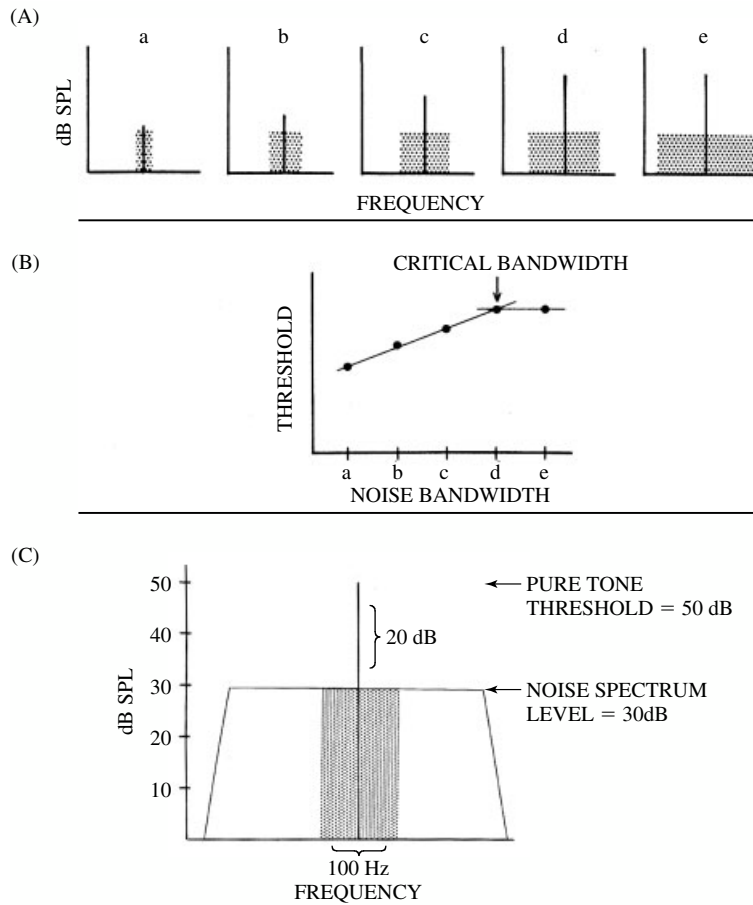 (A)
a b c d e
dB SPL
FREQUENCY
(B)
CRITICAL BANDWIDTH
THRESHOLD
a b c d e
NOISE BANDWIDTH
(C)
50
40
30
20
10
dB SPL
PURE TONE
THRESHOLD = 50 dB
20 dB
NOISE SPECTRUM
LEVEL = 30dB
100 Hz
FREQUENCY